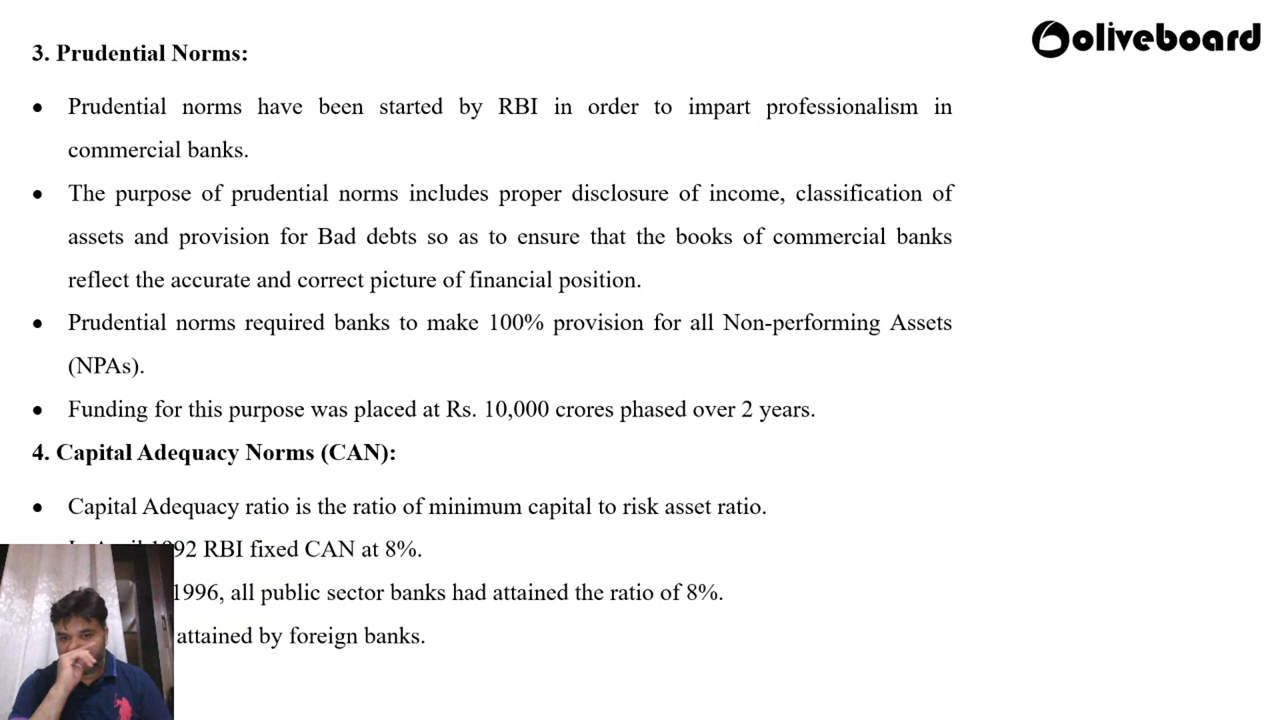 oliveboard
3. Prudential Norms:
• Prudential norms have been started by RBI in order to impart professionalism in
commercial banks.
• The purpose of prudential norms includes proper disclosure of income, classification of
assets and provision for Bad debts so as to ensure that the books of commercial banks
reflect the accurate and correct picture of financial position.
• Prudential norms required banks to make 100% provision for all Non-performing Assets
(NPAs).
• Funding for this purpose was placed at Rs. 10,000 crores phased over 2 years.
4. Capital Adequacy Norms (CAN):
• Capital Adequacy ratio is the ratio of minimum capital to risk asset ratio.
1992 RBI fixed CAN at 8%.
1996, all public sector banks had attained the ratio of 8%.
attained by foreign banks.